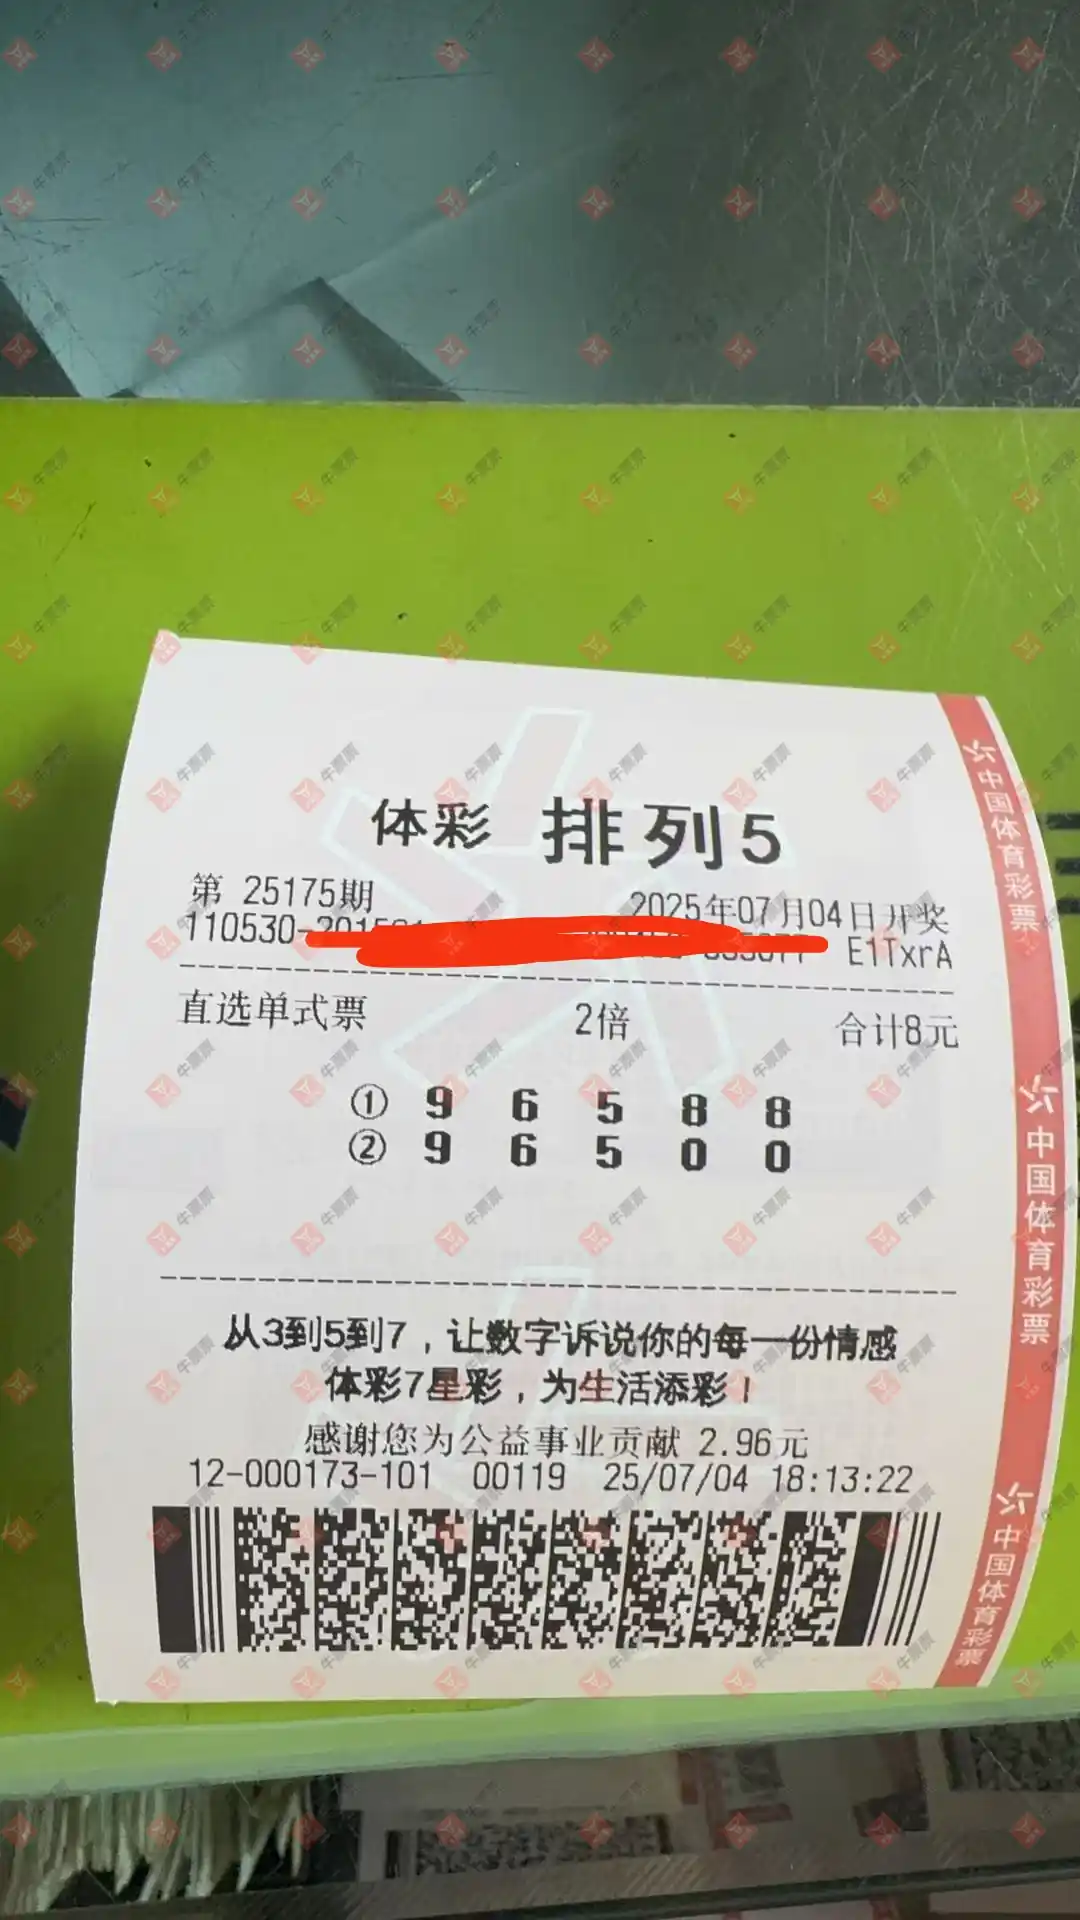 体彩 排列5
第 25175期 2025年07月04日开奖
110530- E1TxrA
直选单式票 2倍 合计8元
① 9 6 5 8 8
② 9 6 5 0 0
从3到5到7，让数字诉说你的每一份情感
体彩7星彩，为生活添彩！
感谢您为公益事业贡献 2.96元
12-000173-101 00119 25/07/04 18:13:22
中国体育彩票
中国体育彩票
中国体育彩票
牛票票